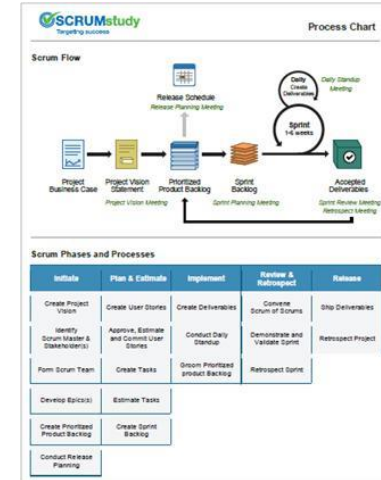 SCRUMstudy
Targeting success
Process Chart
Scrum Flow
Release Schedule
Release Planning Meeting
Daily
Create
Deliverables
Daily Standup
Meeting
Sprint
1-6 weeks
Project
Business Case
Project Vision
Statement
Prioritized
Product Backlog
Sprint
Backlog
Accepted
Deliverables
Project Vision Meeting
Sprint Planning Meeting
Sprint Review Meeting
Retrospect Meeting
Scrum Phases and Processes
Initiate
Plan & Estimate
Implement
Review &
Retrospect
Release
Create Project
Vision
Create User Stories
Create Deliverables
Convene
Scrum of Scrums
Ship Deliverables
Identify
Scrum Master &
Stakeholder(s)
Approve, Estimate
and Commit User
Stories
Conduct Daily
Standup
Demonstrate and
Validate Sprint
Retrospect Project
Form Scrum Team
Create Tasks
Groom Prioritized
product Backlog
Retrospect Sprint
Develop Epic(s)
Estimate Tasks
Create Prioritized
Product Backlog
Create Sprint
Backlog
Conduct Release
Planning